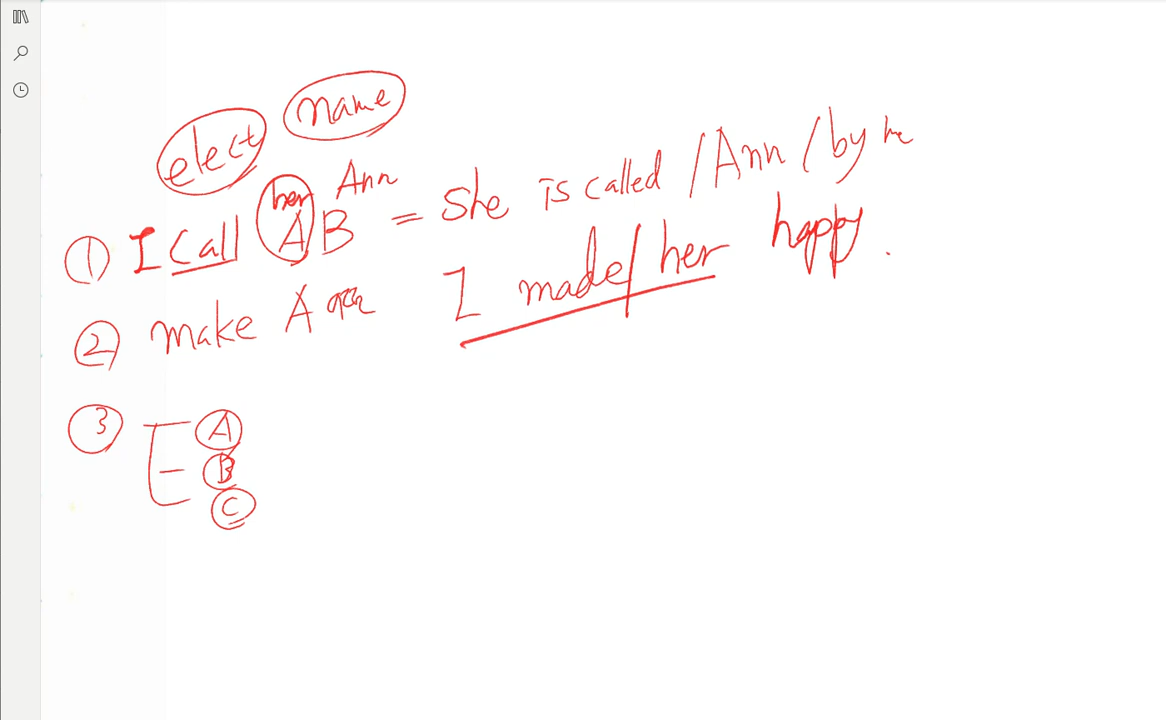 elect name
her Ann
① I Call A B = She is called / Ann / by me
② make A I made / her happy.
③ A
B
C